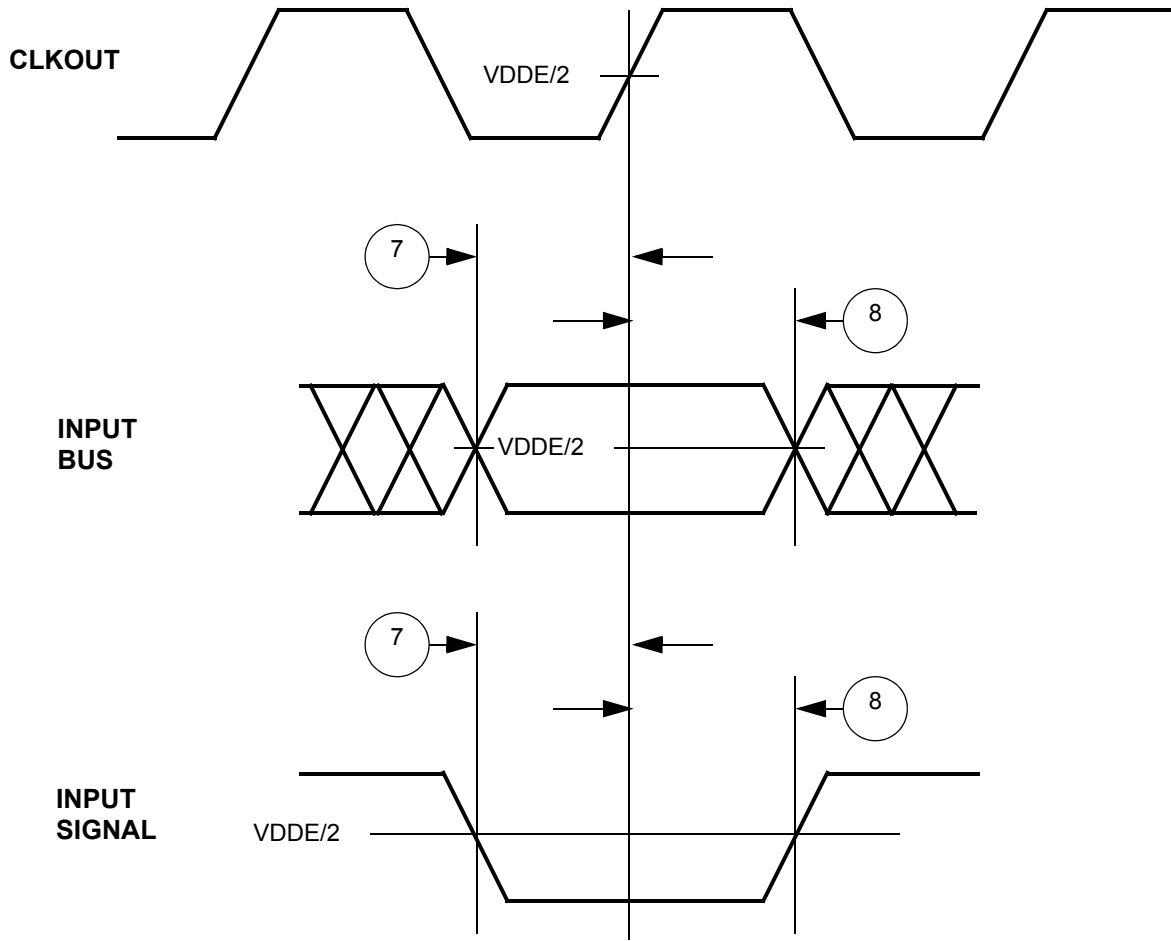 CLKOUT
VDDE/2
7
8
INPUT
BUS
VDDE/2
7
8
INPUT
SIGNAL
VDDE/2